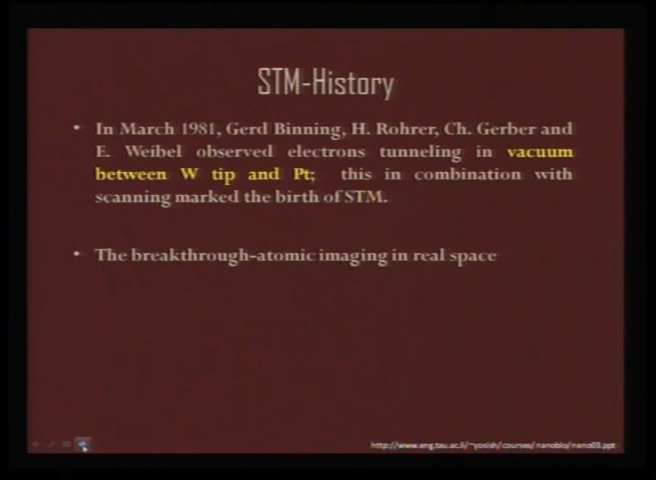 STM-History
• In March 1981, Gerd Binning, H. Rohrer, Ch. Gerber and
E. Weibel observed electrons tunneling in vacuum
between W tip and Pt; this in combination with
scanning marked the birth of STM.
• The breakthrough-atomic imaging in real space
http://www.eng.tau.ac.il/~yosish/courses/nanobio/nano03.ppt